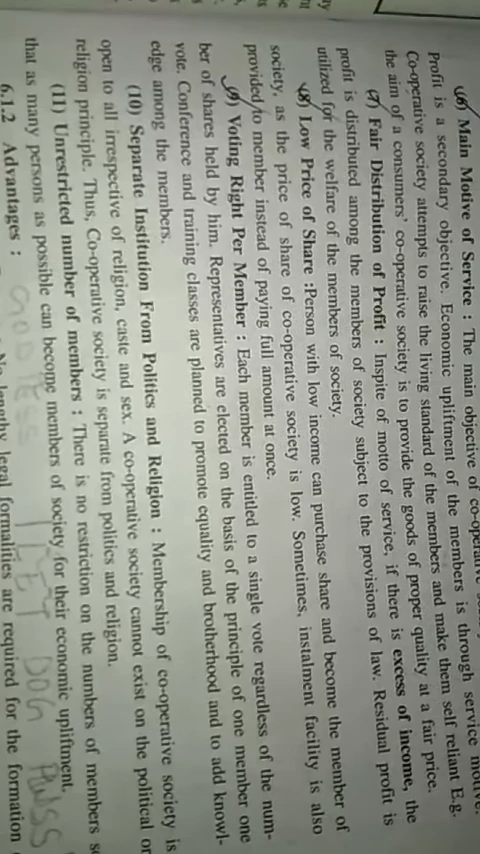 (6) Main Motive of Service : The main objective of co-operative
Profit is a secondary objective. Economic upliftment of the members is through service motive.
Co-operative society attempts to raise the living standard of the members and make them self reliant E.g.
the aim of a consumers' co-operative society is to provide the goods of proper quality at a fair price.
(7) Fair Distribution of Profit : Inspite of motto of service, if there is excess of income, the
profit is distributed among the members of society subject to the provisions of law. Residual profit is
utilized for the welfare of the members of society.
(8) Low Price of Share :Person with low income can purchase share and become the member of
society, as the price of share of co-operative society is low. Sometimes, instalment facility is also
provided to member instead of paying full amount at once.
(9) Voting Right Per Member : Each member is entitled to a single vote regardless of the num-
ber of shares held by him. Representatives are elected on the basis of the principle of one member one
vote. Conference and training classes are planned to promote equality and brotherhood and to add knowl-
edge among the members.
(10) Separate Institution From Politics and Religion : Membership of co-operative society is
open to all irrespective of religion, caste and sex. A co-operative society cannot exist on the political or
religion principle. Thus, Co-operative society is separate from politics and religion.
(11) Unrestricted number of members : There is no restriction on the numbers of members so
that as many persons as possible can become members of society for their economic upliftment.
6.1.2 Advantages :
No lengthy legal formalities are required for the formation